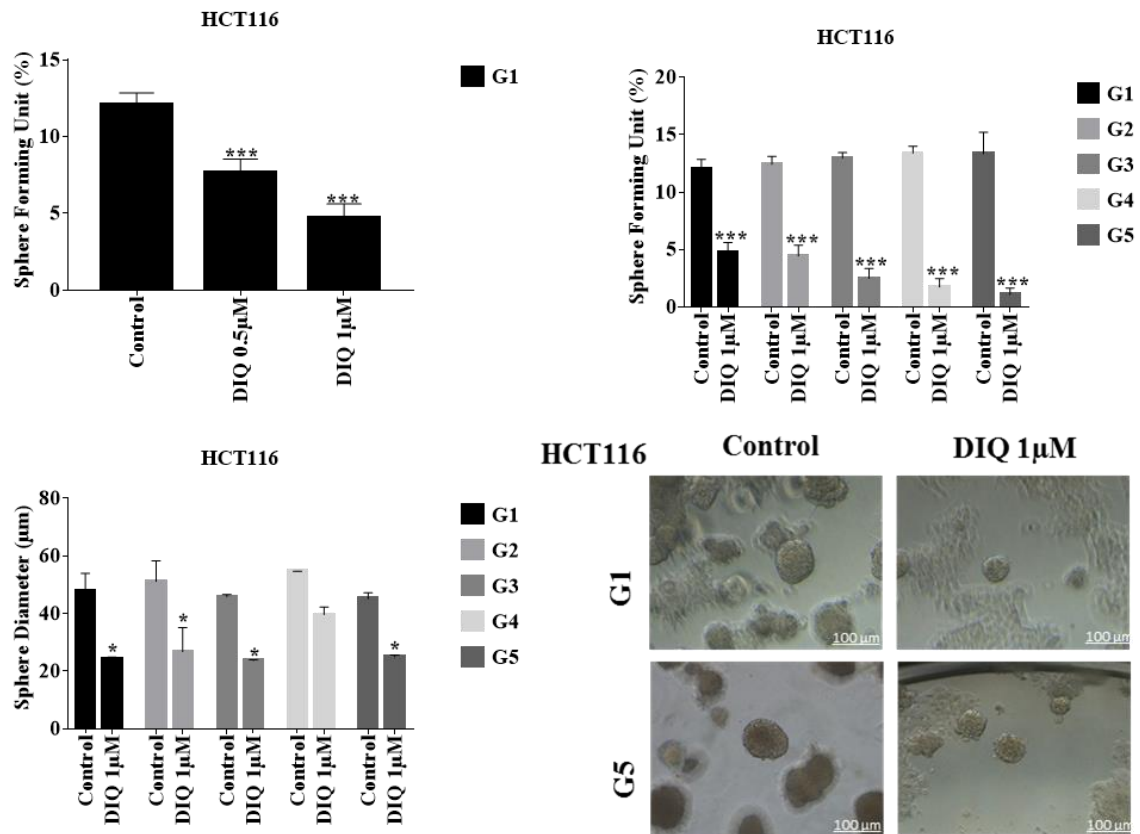 HCT116
Sphere Forming Unit (%)
15
10
5
0
***
***
Control
DIQ 0.5µM
DIQ 1µM
G1
HCT116
Sphere Forming Unit (%)
20
15
10
5
0
***
***
***
***
***
Control
DIQ 1µM
Control
DIQ 1µM
Control
DIQ 1µM
Control
DIQ 1µM
Control
DIQ 1µM
G1
G2
G3
G4
G5
HCT116
Sphere Diameter (µm)
80
60
40
20
0
*
*
*
*
Control
DIQ 1µM
Control
DIQ 1µM
Control
DIQ 1µM
Control
DIQ 1µM
Control
DIQ 1µM
G1
G2
G3
G4
G5
HCT116
Control
DIQ 1µM
G1
100 µm
100 µm
G5
100 µm
100 µm